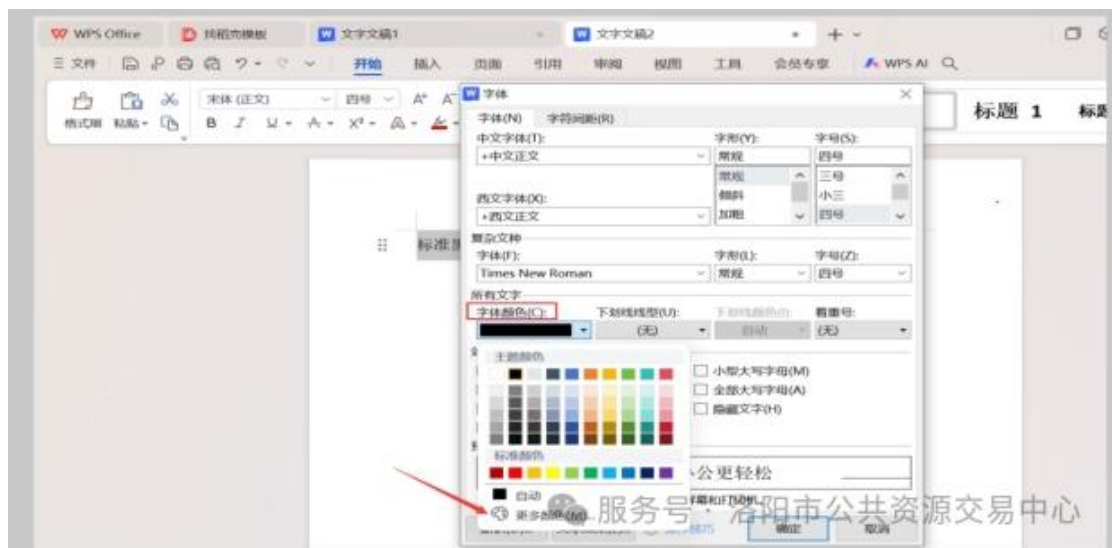 WPS Office 找稻壳模板 文字文稿1 文字文稿2
文件 开始 插入 页面 引用 审阅 视图 工具 会员专享 WPS AI
格式刷 粘贴 宋体 (正文) 四号 标题 1
字体
字体(N) 字符间距(R)
中文字体(T): 字形(Y): 字号(S):
+中文正文 常规 四号
常规 三号
倾斜 小三
加粗 四号
西文字体(X):
+西文正文
复杂文种
字体(F): 字形(L): 字号(Z):
Times New Roman 常规 四号
所有文字
字体颜色(C): 下划线线型(U): 下划线颜色(I): 着重号:
(无) 自动 (无)
标准
主题颜色
小型大写字母(M)
全部大写字母(A)
隐藏文字(H)
标准颜色
公更轻松
自动
更多颜色(M)...
服务号 · 洛阳市公共资源交易中心
确定 取消